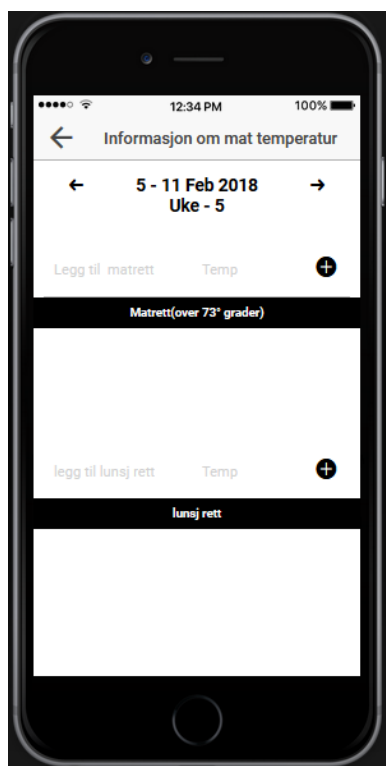 12:34 PM 100%
Informasjon om mat temperatur
5 - 11 Feb 2018
Uke - 5
Legg til matrett Temp
Matrett(over 73° grader)
legg til lunsj rett Temp
lunsj rett